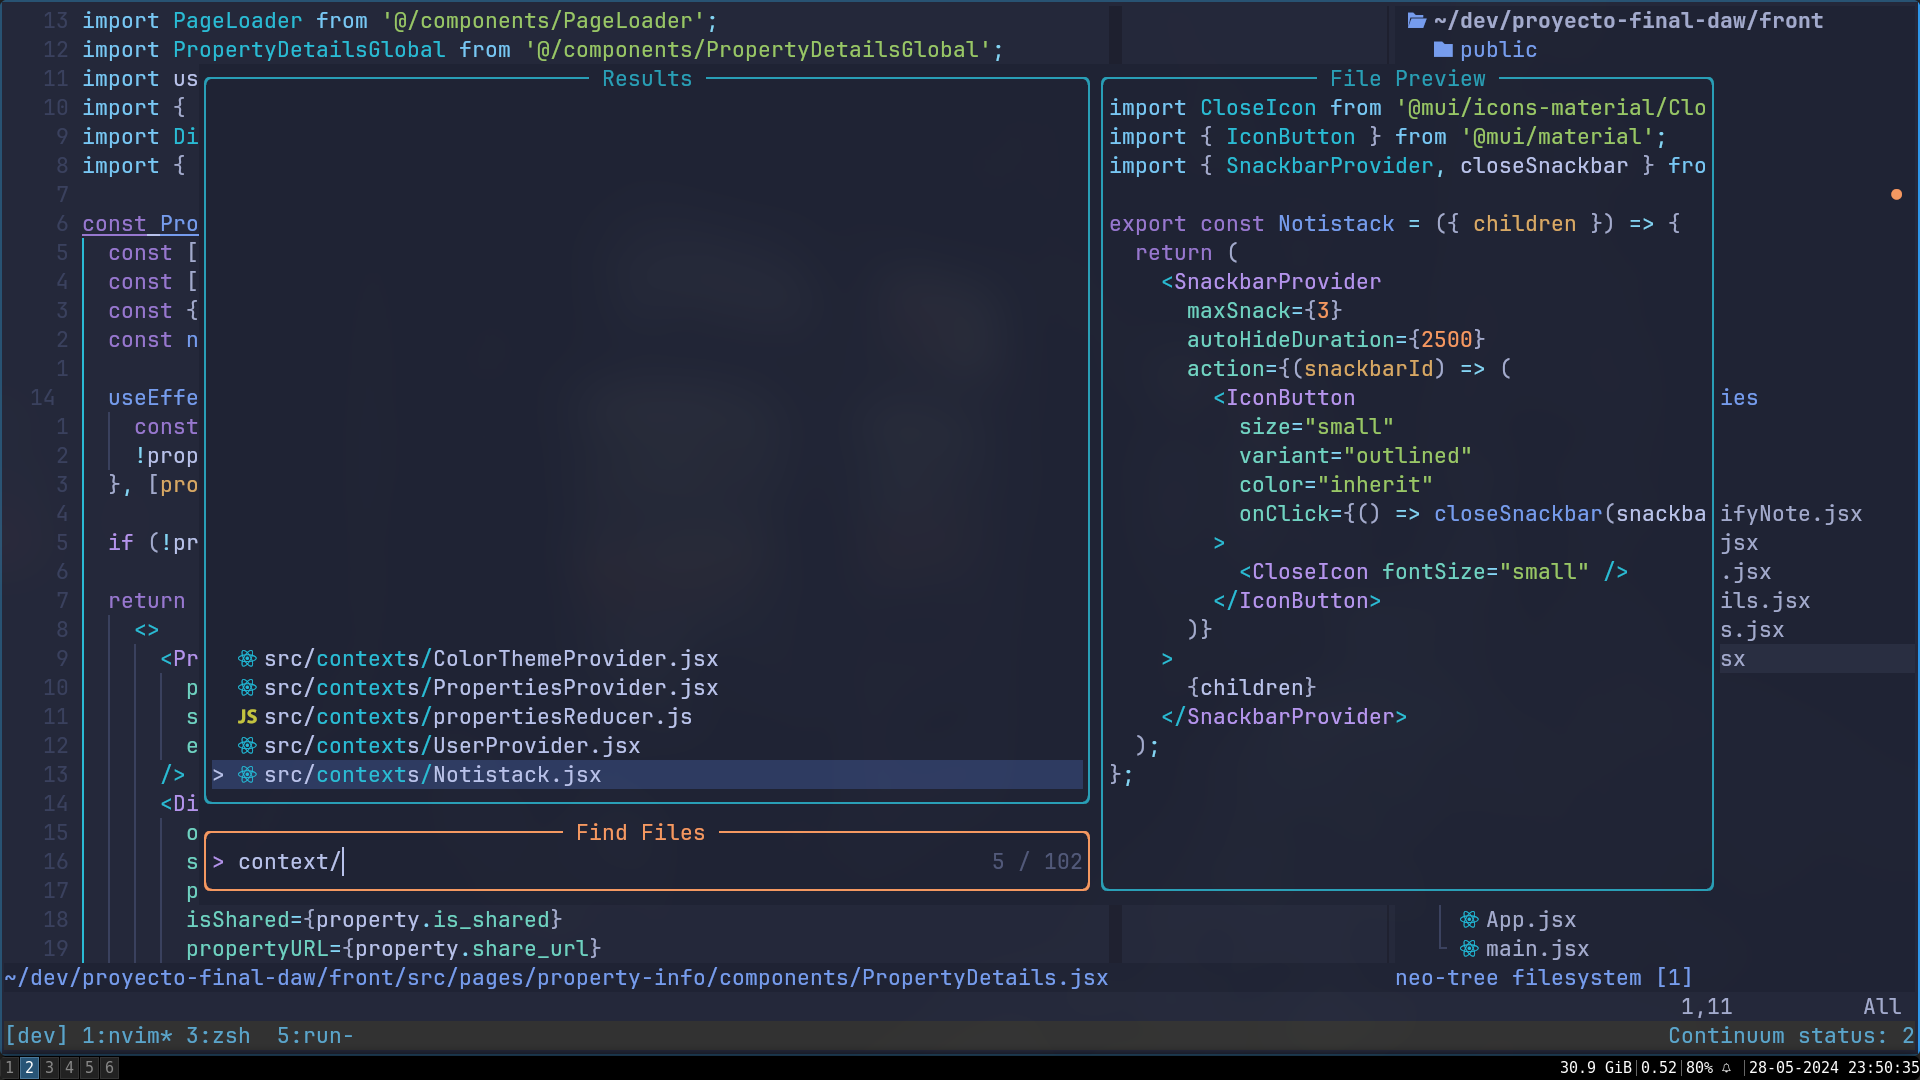 13 import PageLoader from '@/components/PageLoader';
12 import PropertyDetailsGlobal from '@/components/PropertyDetailsGlobal';
11 import us
10 import {
9 import Di
8 import {
7
6 const Pro
5 const [
4 const [
3 const {
2 const n
1
14 useEffe
1 const
2 !prop
3 }, [pro
4
5 if (!pr
6
7 return
8 <>
9 <Pr
10 p
11 s
12 e
13 />
14 <Di
15 o
16 s
17 p
18 isShared={property.is_shared}
19 propertyURL={property.share_url}
Results
src/contexts/ColorThemeProvider.jsx
src/contexts/PropertiesProvider.jsx
JS src/contexts/propertiesReducer.js
src/contexts/UserProvider.jsx
> src/contexts/Notistack.jsx
Find Files
> context/ 5 / 102
File Preview
import CloseIcon from '@mui/icons-material/Clo
import { IconButton } from '@mui/material';
import { SnackbarProvider, closeSnackbar } fro
export const Notistack = ({ children }) => {
return (
<SnackbarProvider
maxSnack={3}
autoHideDuration={2500}
action={(snackbarId) => (
<IconButton
size="small"
variant="outlined"
color="inherit"
onClick={() => closeSnackbar(snackba
>
<CloseIcon fontSize="small" />
</IconButton>
)}
>
{children}
</SnackbarProvider>
);
};
~/dev/proyecto-final-daw/front
public
ies
ifyNote.jsx
jsx
.jsx
ils.jsx
s.jsx
sx
App.jsx
main.jsx
~/dev/proyecto-final-daw/front/src/pages/property-info/components/PropertyDetails.jsx
neo-tree filesystem [1]
1,11 All
[dev] 1:nvim* 3:zsh 5:run-
Continuum status: 2
1 2 3 4 5 6
30.9 GiB|0.52|80% |28-05-2024 23:50:35